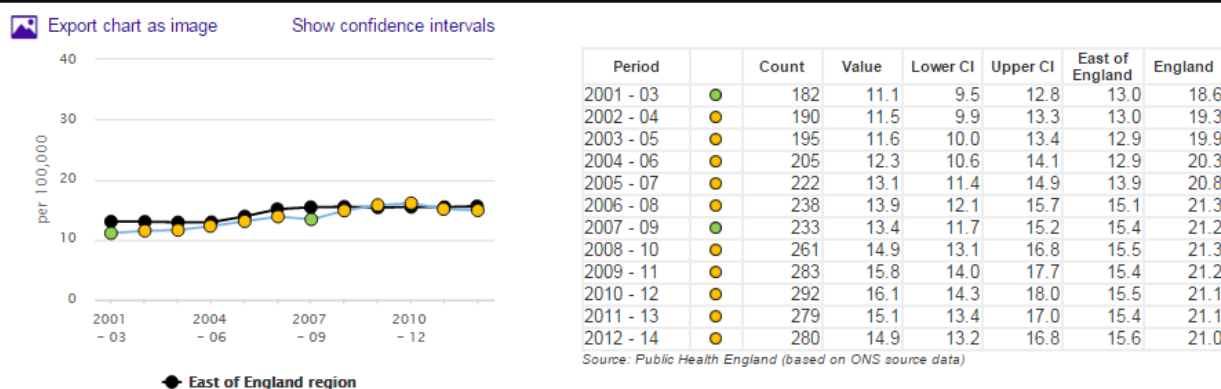 Export chart as image Show confidence intervals
40
30
20
10
0
per 100,000
2001 2004 2007 2010
- 03 - 06 - 09 - 12
East of England region
Period Count Value Lower CI Upper CI East of England England
2001 - 03 182 11.1 9.5 12.8 13.0 18.6
2002 - 04 190 11.5 9.9 13.3 13.0 19.3
2003 - 05 195 11.6 10.0 13.4 12.9 19.9
2004 - 06 205 12.3 10.6 14.1 12.9 20.3
2005 - 07 222 13.1 11.4 14.9 13.9 20.8
2006 - 08 238 13.9 12.1 15.7 15.1 21.3
2007 - 09 233 13.4 11.7 15.2 15.4 21.2
2008 - 10 261 14.9 13.1 16.8 15.5 21.3
2009 - 11 283 15.8 14.0 17.7 15.4 21.2
2010 - 12 292 16.1 14.3 18.0 15.5 21.1
2011 - 13 279 15.1 13.4 17.0 15.4 21.1
2012 - 14 280 14.9 13.2 16.8 15.6 21.0
Source: Public Health England (based on ONS source data)